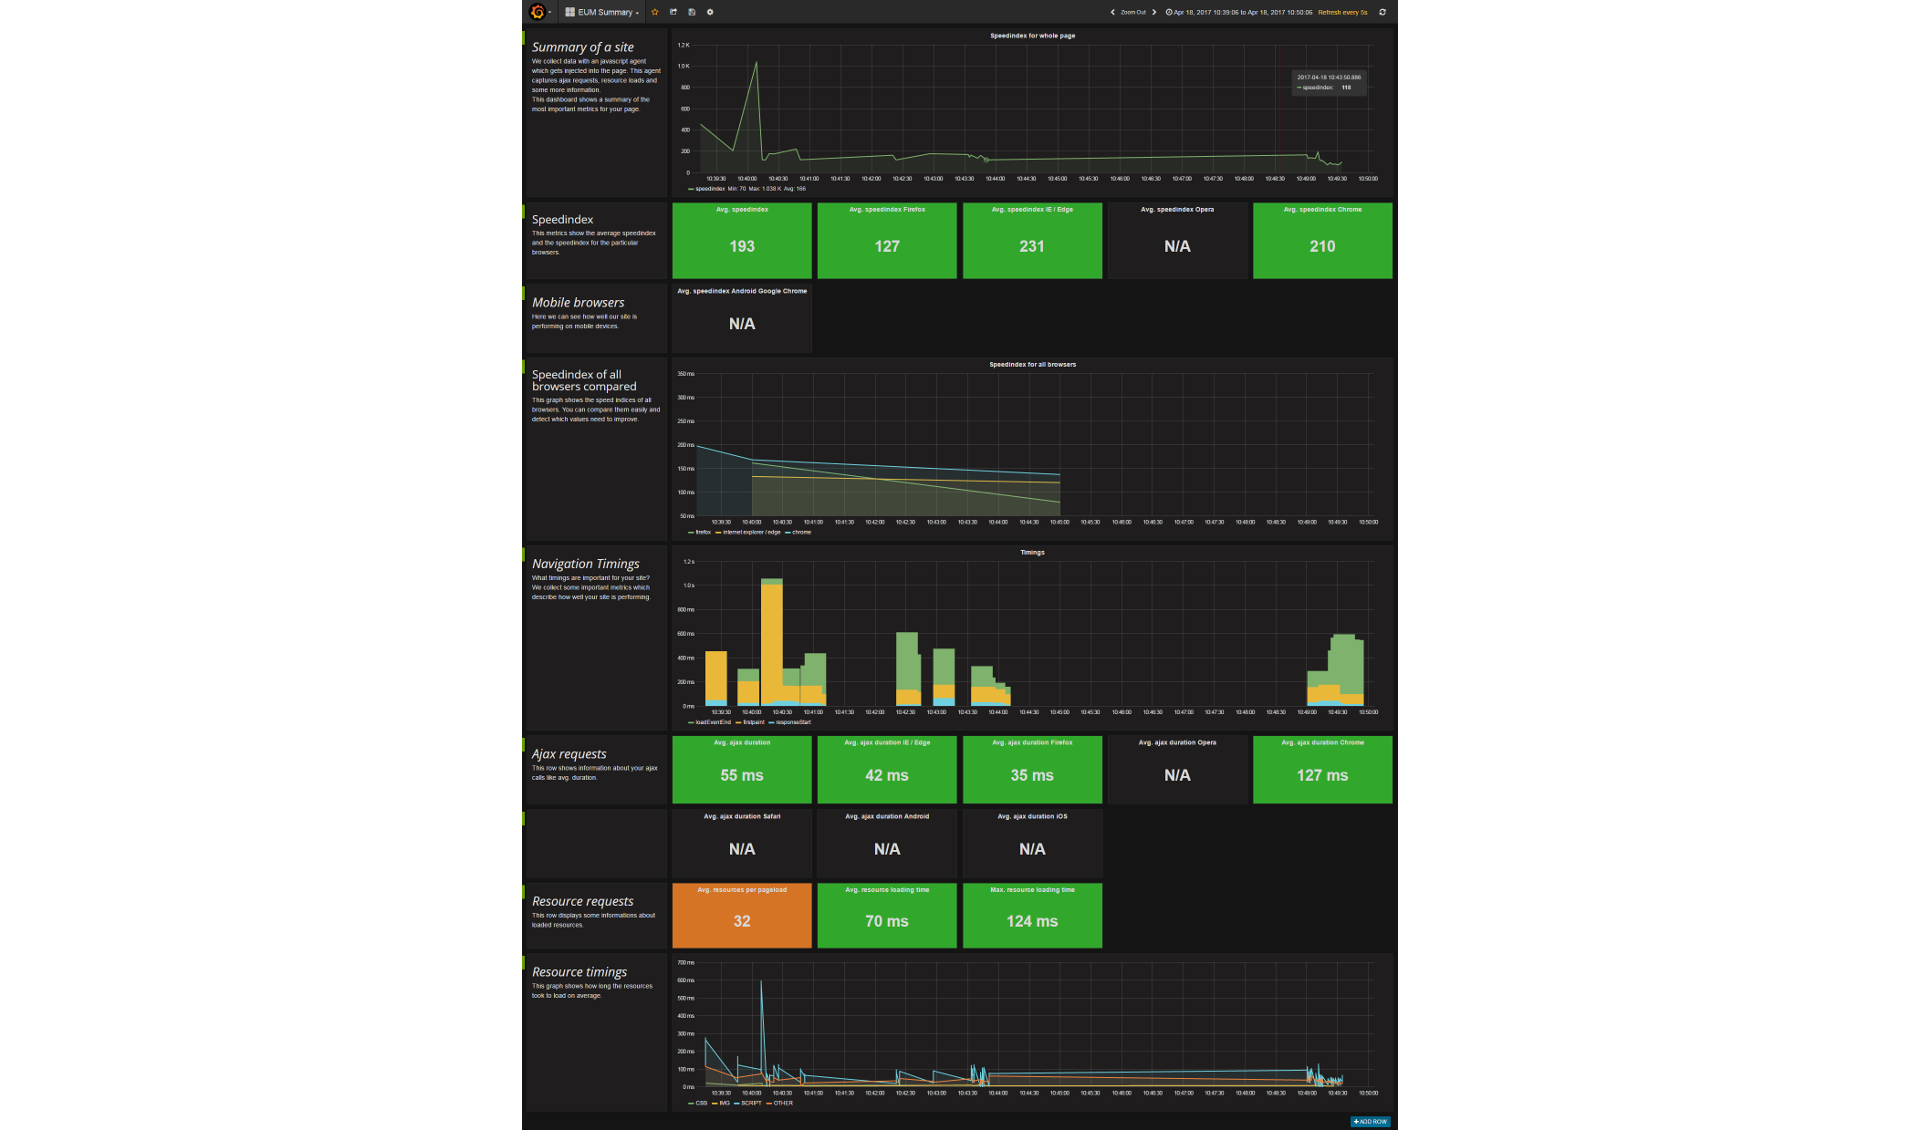 EUM Summary
Zoom Out
Apr 18, 2017 10:39:06 to Apr 18, 2017 10:50:06
Refresh every 5s
Summary of a site
We collect data with an javascript agent
which gets injected into the page. This agent
captures ajax requests, resource loads and
some more information.
This dashboard shows a summary of the
most important metrics for your page.
Speedindex for whole page
1.2 K
1.0 K
800
600
400
200
0
2017-04-18 10:43:50.886
speedindex: 118
10:39:30 10:40:00 10:40:30 10:41:00 10:41:30 10:42:00 10:42:30 10:43:00 10:43:30 10:44:00 10:44:30 10:45:00 10:45:30 10:46:00 10:46:30 10:47:00 10:47:30 10:48:00 10:48:30 10:49:00 10:49:30 10:50:00
speedindex Min: 70 Max: 1.038 K Avg: 166
Speedindex
This metrics show the average speedindex
and the speedindex for the particular
browsers.
Avg. speedindex
193
Avg. speedindex Firefox
127
Avg. speedindex IE / Edge
231
Avg. speedindex Opera
N/A
Avg. speedindex Chrome
210
Mobile browsers
Here we can see how well our site is
performing on mobile devices.
Avg. speedindex Android Google Chrome
N/A
Speedindex of all
browsers compared
This graph shows the speed indices of all
browsers. You can compare them easily and
detect which values need to improve.
Speedindex for all browsers
350 ms
300 ms
250 ms
200 ms
150 ms
100 ms
50 ms
10:39:30 10:40:00 10:40:30 10:41:00 10:41:30 10:42:00 10:42:30 10:43:00 10:43:30 10:44:00 10:44:30 10:45:00 10:45:30 10:46:00 10:46:30 10:47:00 10:47:30 10:48:00 10:48:30 10:49:00 10:49:30 10:50:00
firefox internet explorer / edge chrome
Navigation Timings
What timings are important for your site?
We collect some important metrics which
describe how well your site is performing.
Timings
1.2 s
1.0 s
800 ms
600 ms
400 ms
200 ms
0 ms
10:39:30 10:40:00 10:40:30 10:41:00 10:41:30 10:42:00 10:42:30 10:43:00 10:43:30 10:44:00 10:44:30 10:45:00 10:45:30 10:46:00 10:46:30 10:47:00 10:47:30 10:48:00 10:48:30 10:49:00 10:49:30 10:50:00
loadEventEnd firstpaint responseStart
Ajax requests
This row shows information about your ajax
calls like avg. duration.
Avg. ajax duration
55 ms
Avg. ajax duration IE / Edge
42 ms
Avg. ajax duration Firefox
35 ms
Avg. ajax duration Opera
N/A
Avg. ajax duration Chrome
127 ms
Avg. ajax duration Safari
N/A
Avg. ajax duration Android
N/A
Avg. ajax duration iOS
N/A
Resource requests
This row displays some informations about
loaded resources.
Avg. resources per pageload
32
Avg. resource loading time
70 ms
Max. resource loading time
124 ms
Resource timings
This graph shows how long the resources
took to load on average.
700 ms
600 ms
500 ms
400 ms
300 ms
200 ms
100 ms
0 ms
10:39:30 10:40:00 10:40:30 10:41:00 10:41:30 10:42:00 10:42:30 10:43:00 10:43:30 10:44:00 10:44:30 10:45:00 10:45:30 10:46:00 10:46:30 10:47:00 10:47:30 10:48:00 10:48:30 10:49:00 10:49:30 10:50:00
CSS IMG SCRIPT OTHER
+ ADD ROW